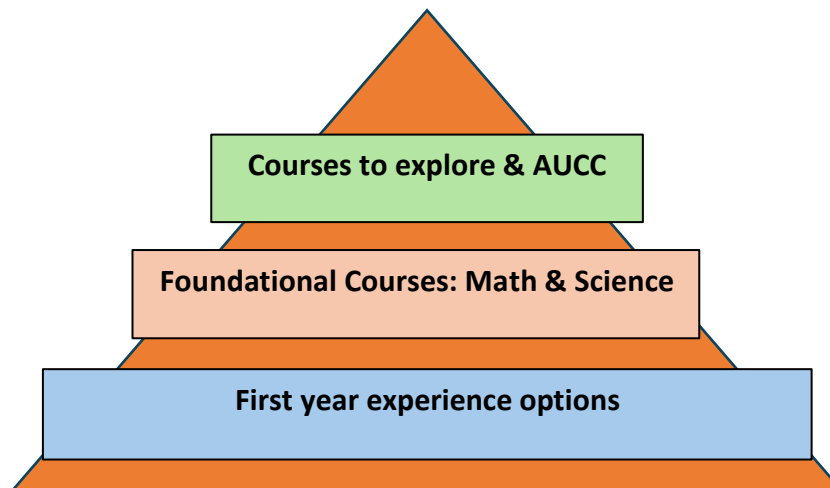 Courses to explore & AUCC
Foundational Courses: Math & Science
First year experience options